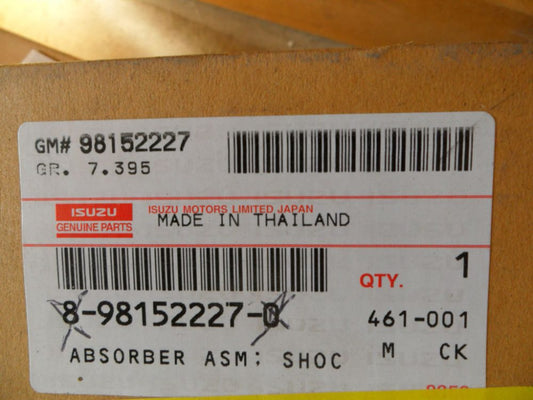 GM# 98152227
GR. 7.395
ISUZU
GENUINE PARTS
ISUZU MOTORS LIMITED JAPAN
MADE IN THAILAND
QTY. 1
8-98152227-0
461-001
ABSORBER ASM; SHOC
M CK